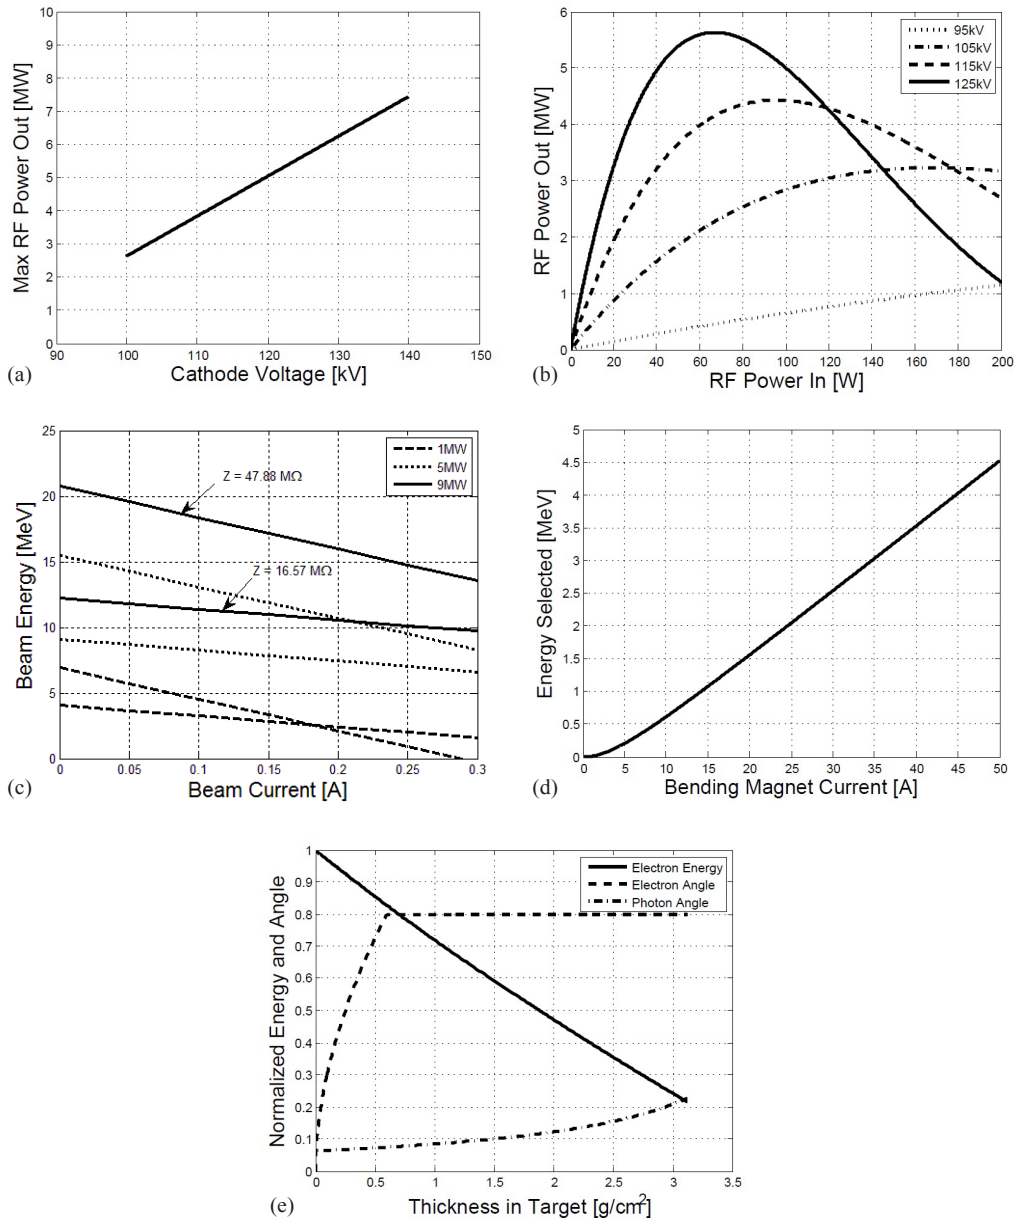 10
9
8
7
6
5
4
3
2
1
0
Max RF Power Out [MW]
90 100 110 120 130 140 150
Cathode Voltage [kV]
(a)
6
5
4
3
2
1
0
RF Power Out [MW]
95kV
105kV
115kV
125kV
0 20 40 60 80 100 120 140 160 180 200
RF Power In [W]
(b)
25
20
15
10
5
0
Beam Energy [MeV]
1MW
5MW
9MW
Z = 47.88 MΩ
Z = 16.57 MΩ
0 0.05 0.1 0.15 0.2 0.25 0.3
Beam Current [A]
(c)
5
4.5
4
3.5
3
2.5
2
1.5
1
0.5
0
Energy Selected [MeV]
0 5 10 15 20 25 30 35 40 45 50
Bending Magnet Current [A]
(d)
1
0.9
0.8
0.7
0.6
0.5
0.4
0.3
0.2
0.1
0
Normalized Energy and Angle
Electron Energy
Electron Angle
Photon Angle
0 0.5 1 1.5 2 2.5 3 3.5
Thickness in Target [g/cm²]
(e)